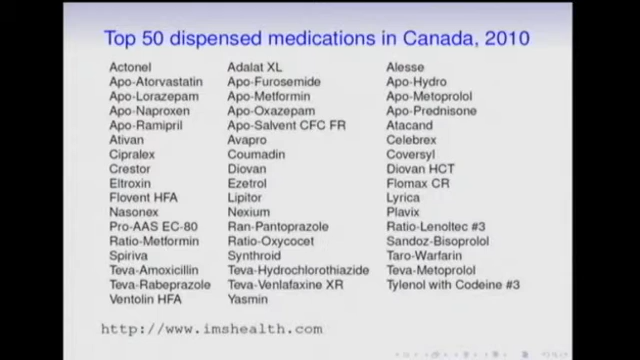 Top 50 dispensed medications in Canada, 2010
Actonel Adalat XL Alesse
Apo-Atorvastatin Apo-Furosemide Apo-Hydro
Apo-Lorazepam Apo-Metformin Apo-Metoprolol
Apo-Naproxen Apo-Oxazepam Apo-Prednisone
Apo-Ramipril Apo-Salvent CFC FR Atacand
Ativan Avapro Celebrex
Cipralex Coumadin Coversyl
Crestor Diovan Diovan HCT
Eltroxin Ezetrol Flomax CR
Flovent HFA Lipitor Lyrica
Nasonex Nexium Plavix
Pro-AAS EC-80 Ran-Pantoprazole Ratio-Lenoltec #3
Ratio-Metformin Ratio-Oxycocet Sandoz-Bisoprolol
Spiriva Synthroid Taro-Warfarin
Teva-Amoxicillin Teva-Hydrochlorothiazide Teva-Metoprolol
Teva-Rabeprazole Teva-Venlafaxine XR Tylenol with Codeine #3
Ventolin HFA Yasmin
http://www.imshealth.com